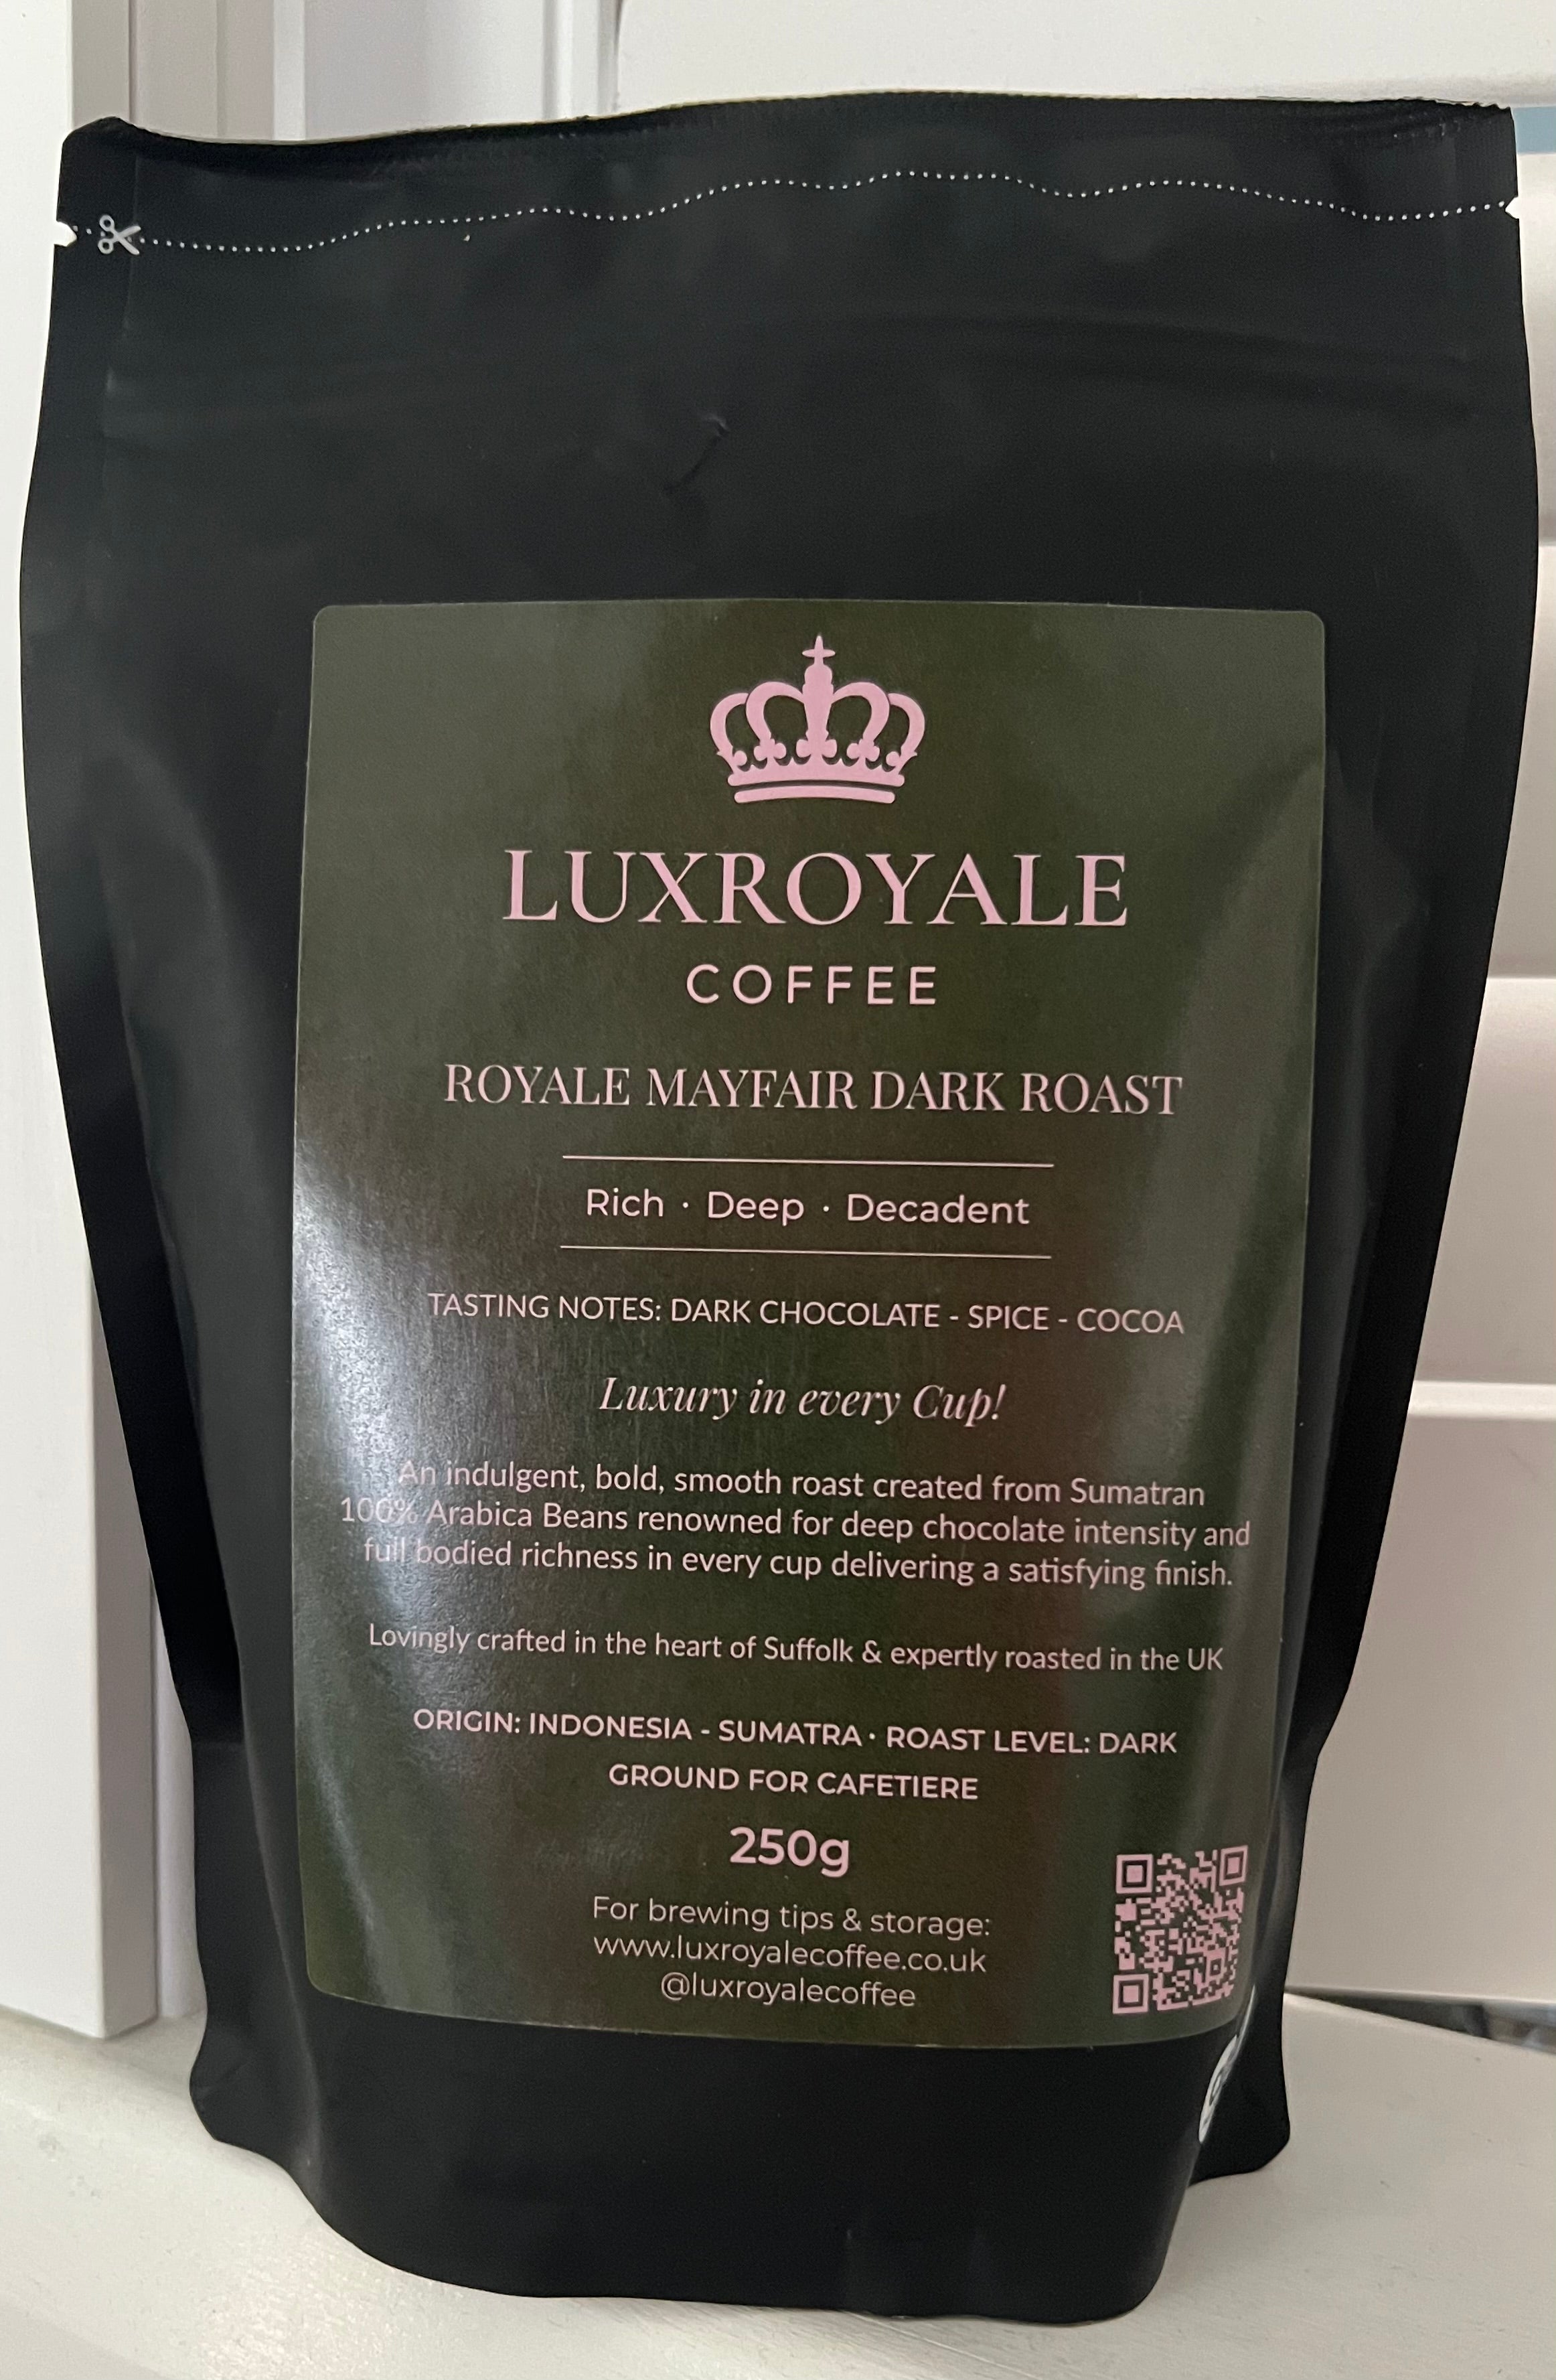 LUXROYALE
COFFEE
ROYALE MAYFAIR DARK ROAST
Rich · Deep · Decadent
TASTING NOTES: DARK CHOCOLATE - SPICE - COCOA
Luxury in every Cup!
An indulgent, bold, smooth roast created from Sumatran
100% Arabica Beans renowned for deep chocolate intensity and
full bodied richness in every cup delivering a satisfying finish.
Lovingly crafted in the heart of Suffolk & expertly roasted in the UK
ORIGIN: INDONESIA - SUMATRA · ROAST LEVEL: DARK
GROUND FOR CAFETIERE
250g
For brewing tips & storage:
www.luxroyalecoffee.co.uk
@luxroyalecoffee